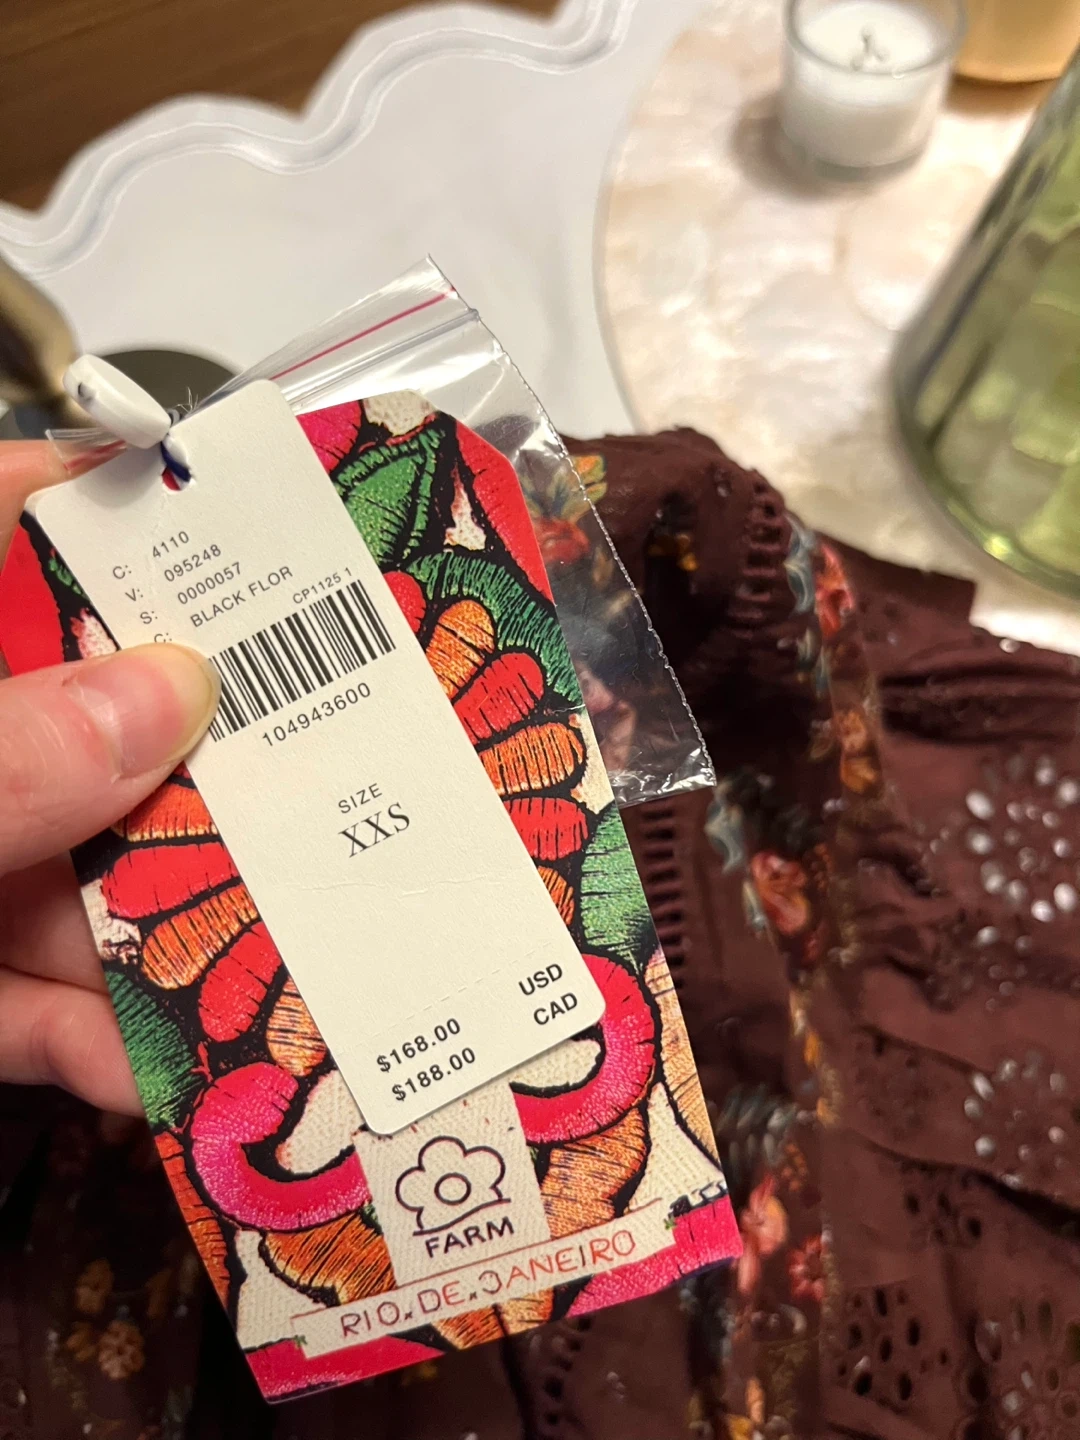 C: 4110
V: 095248
S: 0000057
C: BLACK FLOR
CP1125 1
104943600
SIZE
XXS
$168.00 USD
$188.00 CAD
FARM
RIO.DE.JANEIRO